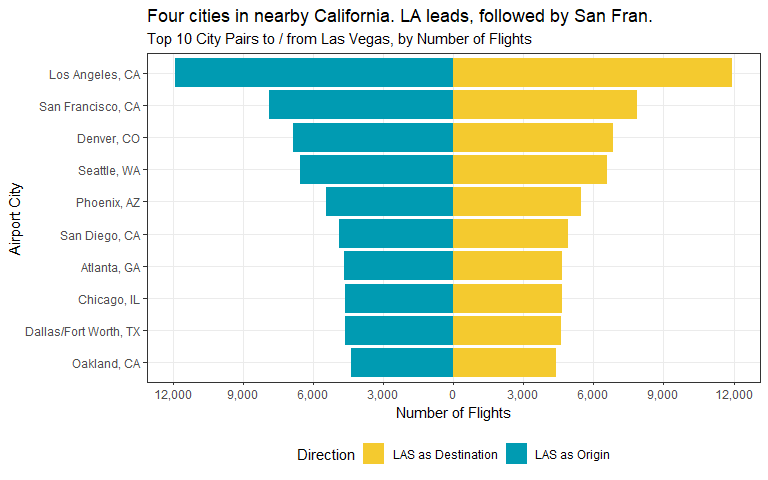 Four cities in nearby California. LA leads, followed by San Fran.
Top 10 City Pairs to / from Las Vegas, by Number of Flights
Airport City
Los Angeles, CA
San Francisco, CA
Denver, CO
Seattle, WA
Phoenix, AZ
San Diego, CA
Atlanta, GA
Chicago, IL
Dallas/Fort Worth, TX
Oakland, CA
12,000 9,000 6,000 3,000 0 3,000 6,000 9,000 12,000
Number of Flights
Direction LAS as Destination LAS as Origin